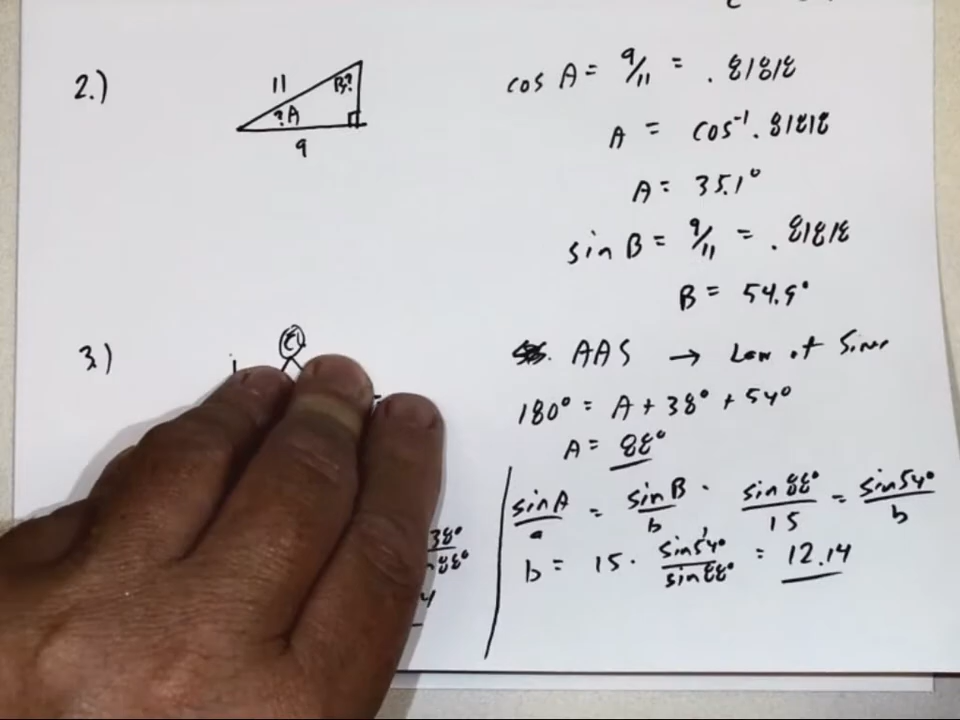 2.)
11
B?
?A
9
cos A = 9/11 = .81818
A = cos⁻¹ .81818
A = 35.1°
sin B = 9/11 = .81818
B = 54.9°
3.)
AAS → Law of Sines
180° = A + 38° + 54°
A = 88°
sin A/a = sin B/b · sin 88°/15 = sin 54°/b
b = 15 · sin 54°/sin 88° = 12.14
38°
88°